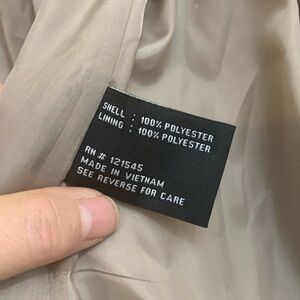 SHELL : 100% POLYESTER
LINING : 100% POLYESTER
RN # 121545
MADE IN VIETNAM
SEE REVERSE FOR CARE